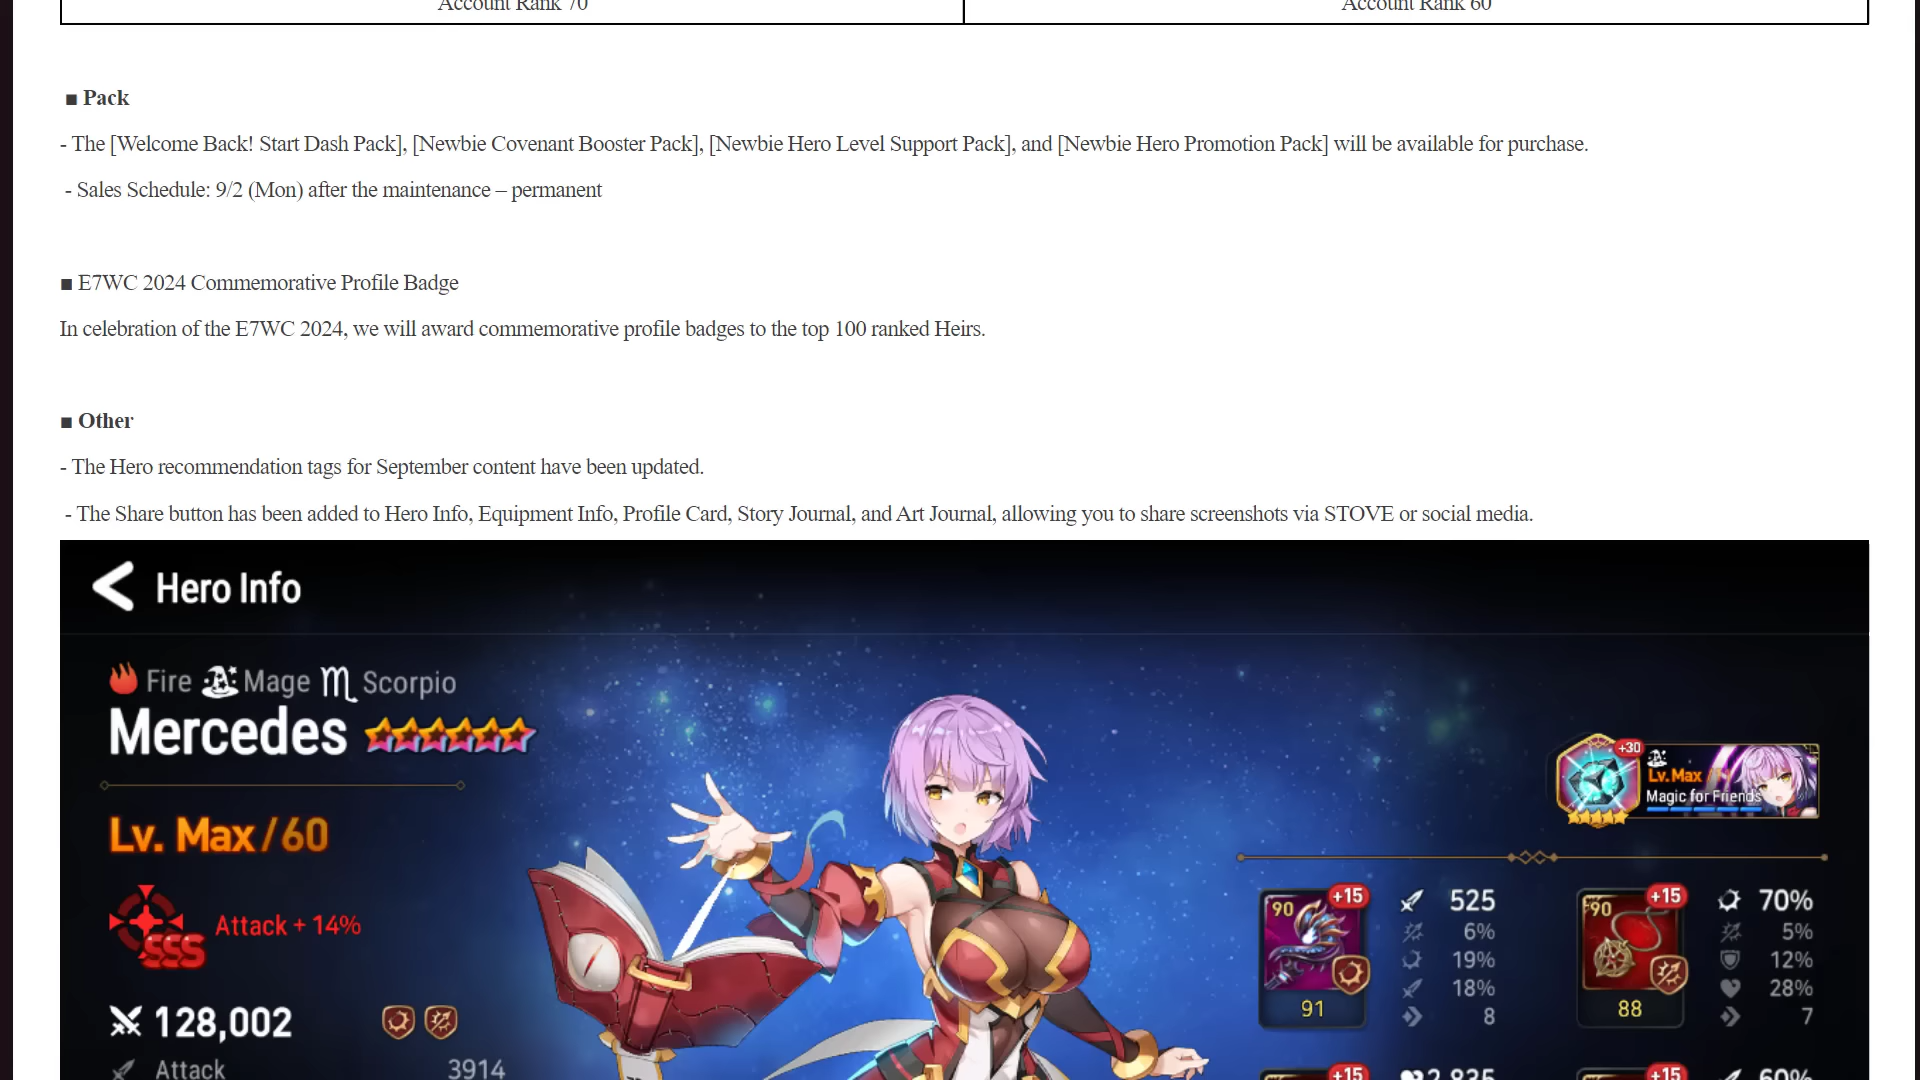 Account Rank 70 Account Rank 60
■ Pack
- The [Welcome Back! Start Dash Pack], [Newbie Covenant Booster Pack], [Newbie Hero Level Support Pack], and [Newbie Hero Promotion Pack] will be available for purchase.
- Sales Schedule: 9/2 (Mon) after the maintenance – permanent
■ E7WC 2024 Commemorative Profile Badge
In celebration of the E7WC 2024, we will award commemorative profile badges to the top 100 ranked Heirs.
■ Other
- The Hero recommendation tags for September content have been updated.
- The Share button has been added to Hero Info, Equipment Info, Profile Card, Story Journal, and Art Journal, allowing you to share screenshots via STOVE or social media.
Hero Info
Fire Mage Scorpio
Mercedes
Lv. Max/60
SSS Attack + 14%
128,002
Attack 3914
+30
Lv. Max
Magic for Friends
90 +15 525
6%
19%
18%
91 8
90 +15 70%
5%
12%
28%
88 7
+15 2,835
+15 60%